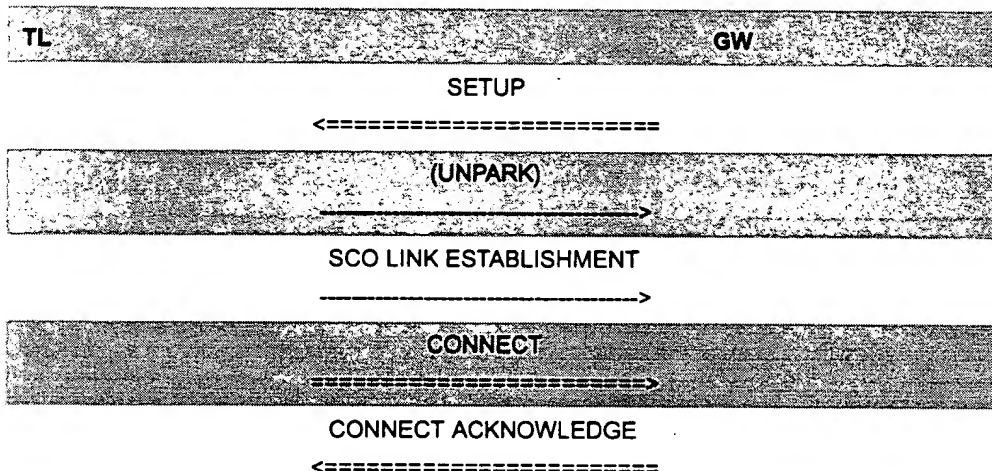 TL GW
SETUP
<====================
(UNPARK)
-------------------->
SCO LINK ESTABLISHMENT
-------------------->
CONNECT
====================>
CONNECT ACKNOWLEDGE
<====================